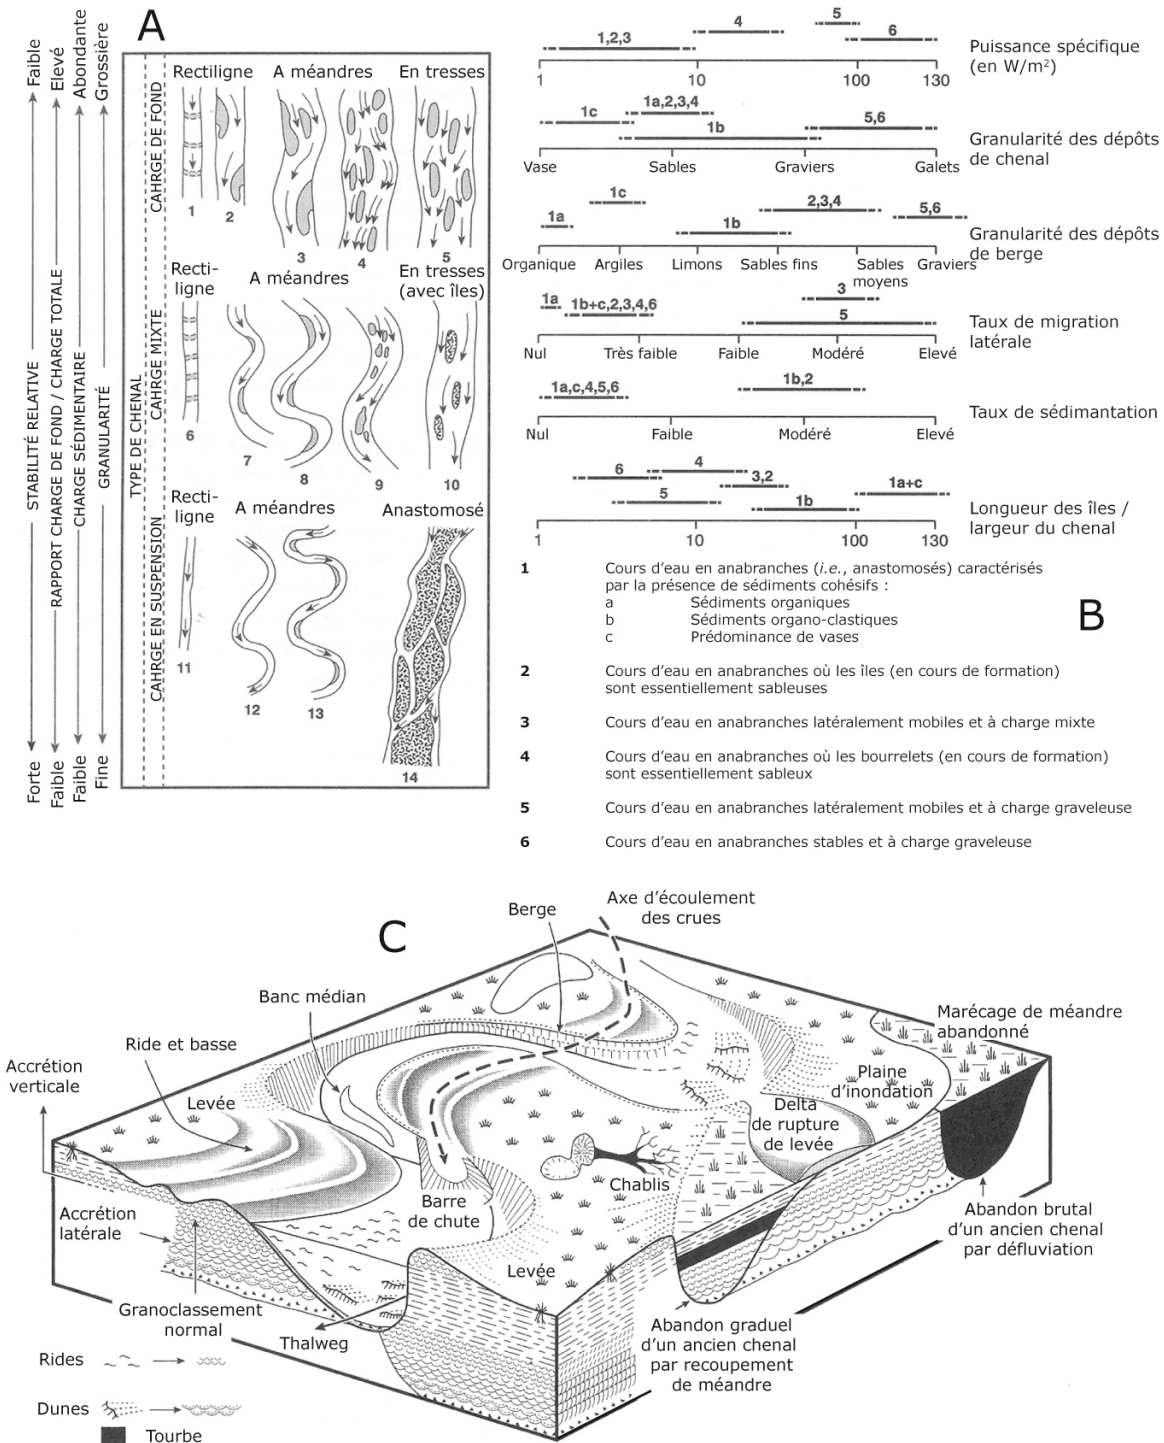 A
Faible
Elevé
Abondante
Grossière
STABILITÉ RELATIVE
RAPPORT CHARGE DE FOND / CHARGE TOTALE
CHARGE SÉDIMENTAIRE
GRANULARITÉ
Forte
Faible
Faible
Fine
TYPE DE CHENAL
CAHRGE DE FOND
CAHRGE MIXTE
CAHRGE EN SUSPENSION
Rectiligne
A méandres
En tresses
1
2
3
4
5
Recti-
ligne
A méandres
En tresses
(avec îles)
6
7
8
9
10
Recti-
ligne
A méandres
Anastomosé
11
12
13
14
B
1,2,3
4
5
6
1
10
100
130
Puissance spécifique
(en W/m²)
1c
1a,2,3,4
1b
5,6
Vase
Sables
Graviers
Galets
Granularité des dépôts
de chenal
1a
1c
1b
2,3,4
5,6
Organique
Argiles
Limons
Sables fins
Sables
moyens
Graviers
Granularité des dépôts
de berge
1a
1b+c,2,3,4,6
3
5
Nul
Très faible
Faible
Modéré
Elevé
Taux de migration
latérale
1a,c,4,5,6
1b,2
Nul
Faible
Modéré
Elevé
Taux de sédimantation
6
4
5
3,2
1b
1a+c
1
10
100
130
Longueur des îles /
largeur du chenal
1 Cours d'eau en anabranches (i.e., anastomosés) caractérisés
par la présence de sédiments cohésifs :
a Sédiments organiques
b Sédiments organo-clastiques
c Prédominance de vases
2 Cours d'eau en anabranches où les îles (en cours de formation)
sont essentiellement sableuses
3 Cours d'eau en anabranches latéralement mobiles et à charge mixte
4 Cours d'eau en anabranches où les bourrelets (en cours de formation)
sont essentiellement sableux
5 Cours d'eau en anabranches latéralement mobiles et à charge graveleuse
6 Cours d'eau en anabranches stables et à charge graveleuse
C
Berge
Axe d'écoulement
des crues
Banc médian
Ride et basse
Marécage de méandre
abandonné
Accrétion
verticale
Levée
Plaine
d'inondation
Delta
de rupture
de levée
Chablis
Barre
de chute
Accrétion
latérale
Levée
Abandon brutal
d'un ancien chenal
par défluviation
Granoclassement
normal
Thalweg
Abandon graduel
d'un ancien chenal
par recoupement
de méandre
Rides
Dunes
Tourbe